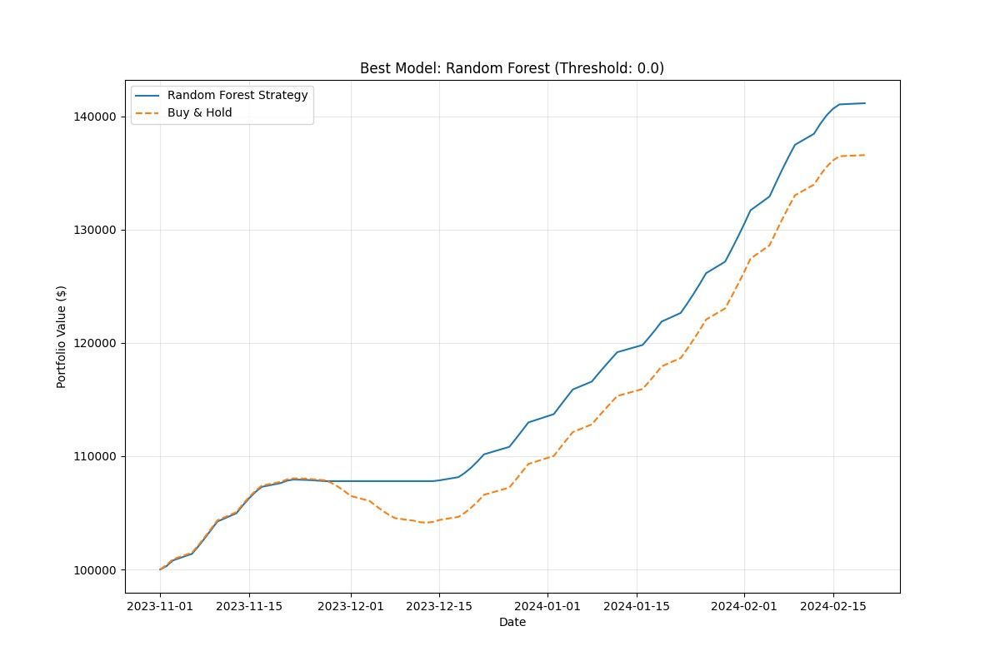 Best Model: Random Forest (Threshold: 0.0)
Random Forest Strategy
Buy & Hold
Portfolio Value ($)
140000
130000
120000
110000
100000
2023-11-01 2023-11-15 2023-12-01 2023-12-15 2024-01-01 2024-01-15 2024-02-01 2024-02-15
Date